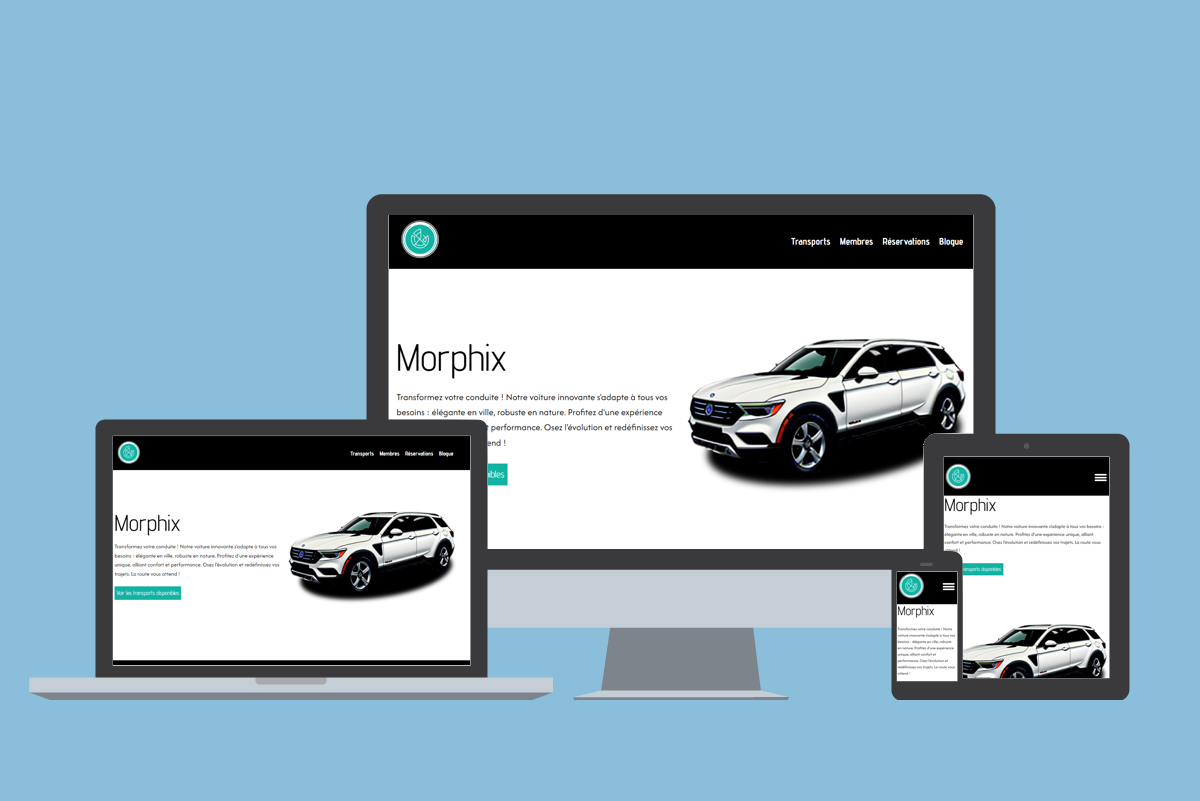 Transports Membres Réservations Bloque
Morphix
Transformez votre conduite ! Notre voiture innovante s'adapte à tous vos
besoins : élégante en ville, robuste en nature. Profitez d'une expérience
t performance. Osez l'évolution et redéfinissez vos
end !
ibles
Transports Membres Réservations Bloque
Morphix
Transformez votre conduite ! Notre voiture innovante s'adapte à tous vos
besoins : élégante en ville, robuste en nature. Profitez d'une expérience
unique, alliant confort et performance. Osez l'évolution et redéfinissez vos
trajets. La route vous attend !
Voir les transports disponibles
Morphix
Transformez votre conduite ! Notre voiture innovante s'adapte à tous vos besoins :
élégante en ville, robuste en nature. Profitez d'une expérience unique, alliant
confort et performance. Osez l'évolution et redéfinissez vos trajets. La route vous
attend !
ansports disponibles
Morphix
Transformez votre conduite ! Notre
voiture innovante s'adapte à tous vos
besoins : élégante en ville, robuste
en nature. Profitez d'une expérience
unique, alliant confort et
performance. Osez l'évolution et
redéfinissez vos trajets. La route vous
attend !